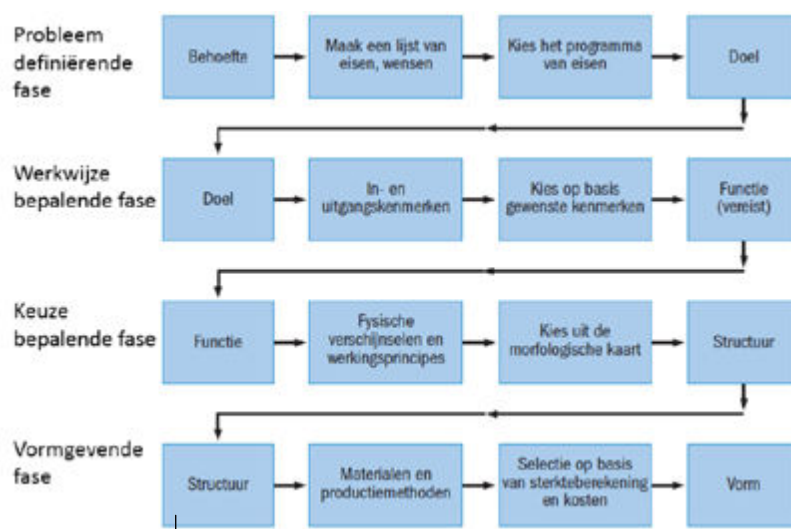 Probleem
definiërende
fase
Behoefte
Maak een lijst van
eisen, wensen
Kies het programma
van eisen
Doel
Werkwijze
bepalende fase
Doel
In- en
uitgangskenmerken
Kies op basis
gewenste kenmerken
Functie
(vereist)
Keuze
bepalende fase
Functie
Fysische
verschijnselen en
werkingsprincipes
Kies uit de
morfologische kaart
Structuur
Vormgevende
fase
Structuur
Materialen en
productiemethoden
Selectie op basis
van sterkteberekening
en kosten
Vorm